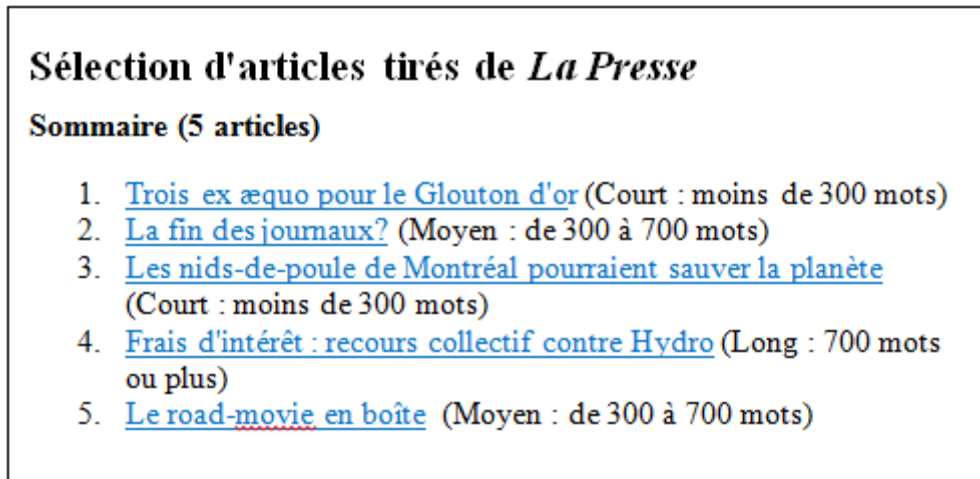 Sélection d'articles tirés de La Presse
Sommaire (5 articles)
1. Trois ex æquo pour le Glouton d'or (Court : moins de 300 mots)
2. La fin des journaux? (Moyen : de 300 à 700 mots)
3. Les nids-de-poule de Montréal pourraient sauver la planète
(Court : moins de 300 mots)
4. Frais d'intérêt : recours collectif contre Hydro (Long : 700 mots
ou plus)
5. Le road-movie en boîte (Moyen : de 300 à 700 mots)